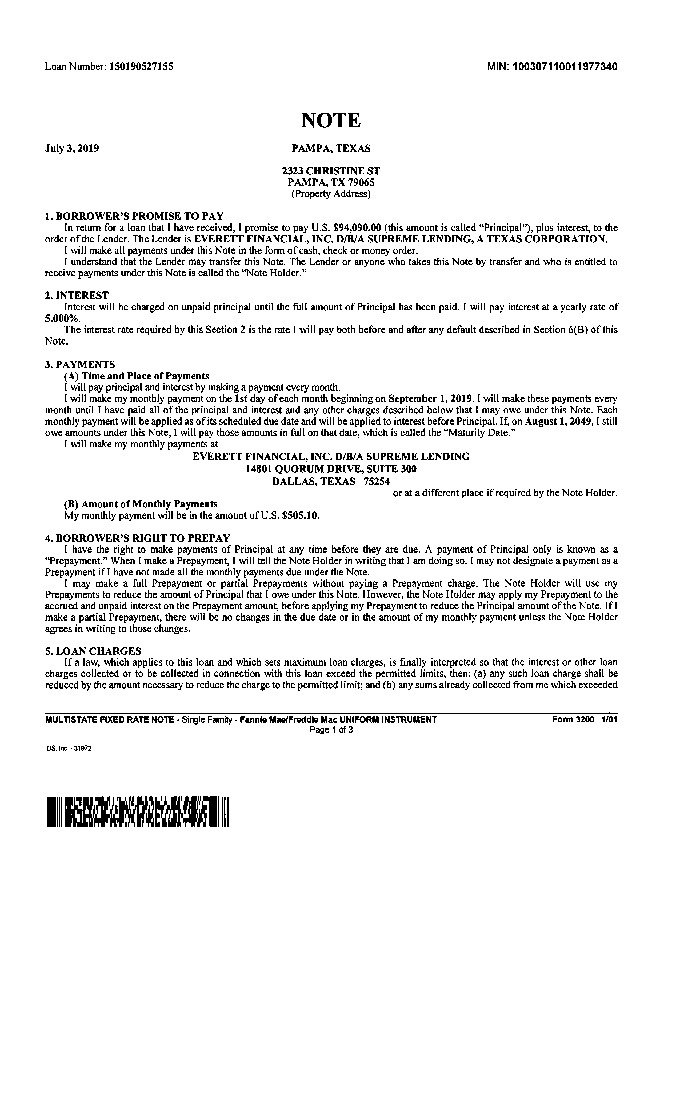 Loan Number: 150190527155
MIN: 100307110011977340
NOTE
July 3, 2019
PAMPA, TEXAS
2323 CHRISTINE ST
PAMPA, TX 79065
(Property Address)
1. BORROWER'S PROMISE TO PAY
In return for a loan that I have received, I promise to pay U.S. $94,090.00 (this amount is called "Principal"), plus interest, to the
order of the Lender. The Lender is EVERETT FINANCIAL, INC. D/B/A SUPREME LENDING, A TEXAS CORPORATION.
I will make all payments under this Note in the form of cash, check or money order.
I understand that the Lender may transfer this Note. The Lender or anyone who takes this Note by transfer and who is entitled to
receive payments under this Note is called the "Note Holder."
2. INTEREST
Interest will be charged on unpaid principal until the full amount of Principal has been paid. I will pay interest at a yearly rate of
5.000%.
The interest rate required by this Section 2 is the rate I will pay both before and after any default described in Section 6(B) of this
Note.
3. PAYMENTS
(A) Time and Place of Payments
I will pay principal and interest by making a payment every month.
I will make my monthly payment on the 1st day of each month beginning on September 1, 2019. I will make these payments every
month until I have paid all of the principal and interest and any other charges described below that I may owe under this Note. Each
monthly payment will be applied as of its scheduled due date and will be applied to interest before Principal. If, on August 1, 2049, I still
owe amounts under this Note, I will pay those amounts in full on that date, which is called the "Maturity Date."
I will make my monthly payments at
EVERETT FINANCIAL, INC. D/B/A SUPREME LENDING
14801 QUORUM DRIVE, SUITE 300
DALLAS, TEXAS 75254
or at a different place if required by the Note Holder.
(B) Amount of Monthly Payments
My monthly payment will be in the amount of U.S. $505.10.
4. BORROWER'S RIGHT TO PREPAY
I have the right to make payments of Principal at any time before they are due. A payment of Principal only is known as a
"Prepayment." When I make a Prepayment, I will tell the Note Holder in writing that I am doing so. I may not designate a payment as a
Prepayment if I have not made all the monthly payments due under the Note.
I may make a full Prepayment or partial Prepayments without paying a Prepayment charge. The Note Holder will use my
Prepayments to reduce the amount of Principal that I owe under this Note. However, the Note Holder may apply my Prepayment to the
accrued and unpaid interest on the Prepayment amount, before applying my Prepayment to reduce the Principal amount of the Note. If I
make a partial Prepayment, there will be no changes in the due date or in the amount of my monthly payment unless the Note Holder
agrees in writing to those changes.
5. LOAN CHARGES
If a law, which applies to this loan and which sets maximum loan charges, is finally interpreted so that the interest or other loan
charges collected or to be collected in connection with this loan exceed the permitted limits, then: (a) any such loan charge shall be
reduced by the amount necessary to reduce the charge to the permitted limit; and (b) any sums already collected from me which exceeded
MULTISTATE FIXED RATE NOTE - Single Family - Fannie Mae/Freddie Mac UNIFORM INSTRUMENT
Form 3200 1/01
Page 1 of 3
IDS, Inc. - 31972